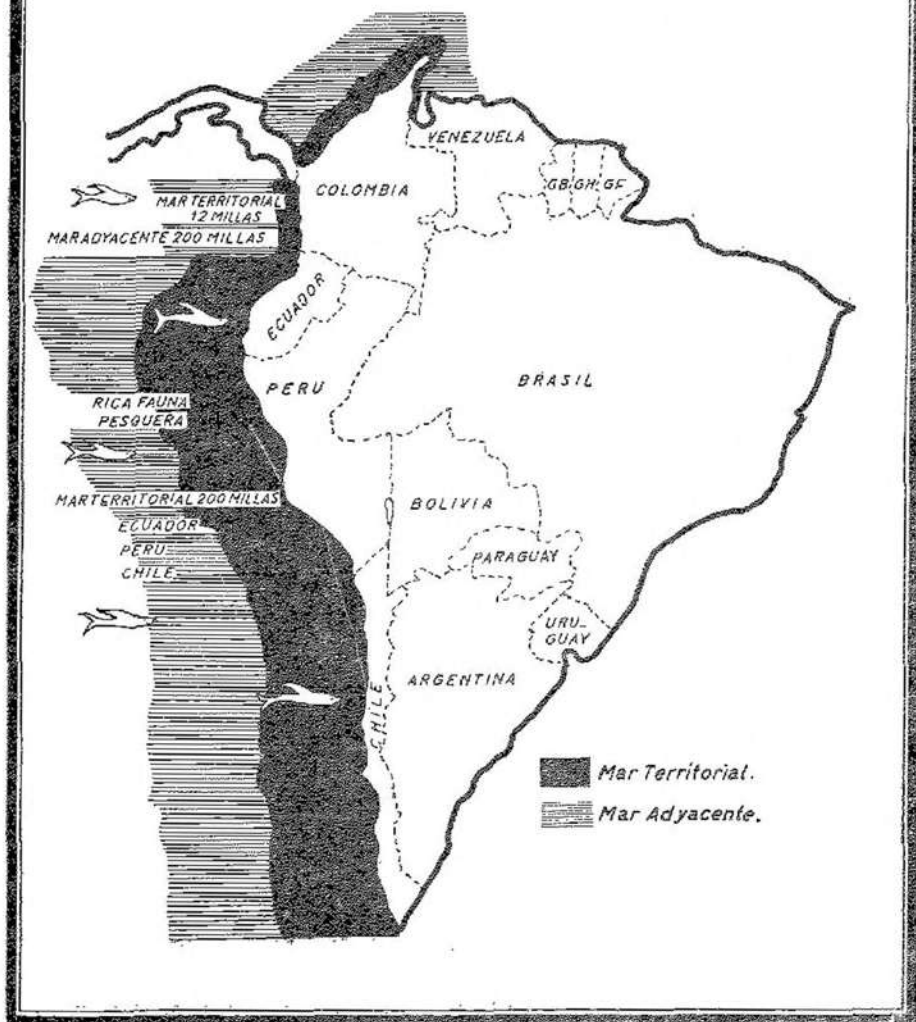 VENEZUELA
COLOMBIA
GB GH GF
MAR TERRITORIAL
12 MILLAS
MAR ADYACENTE 200 MILLAS
ECUADOR
PERU
BRASIL
RICA FAUNA
PESQUERA
MAR TERRITORIAL 200 MILLAS
ECUADOR
PERU
CHILE
BOLIVIA
PARAGUAY
URU-
GUAY
ARGENTINA
CHILE
Mar Territorial.
Mar Adyacente.